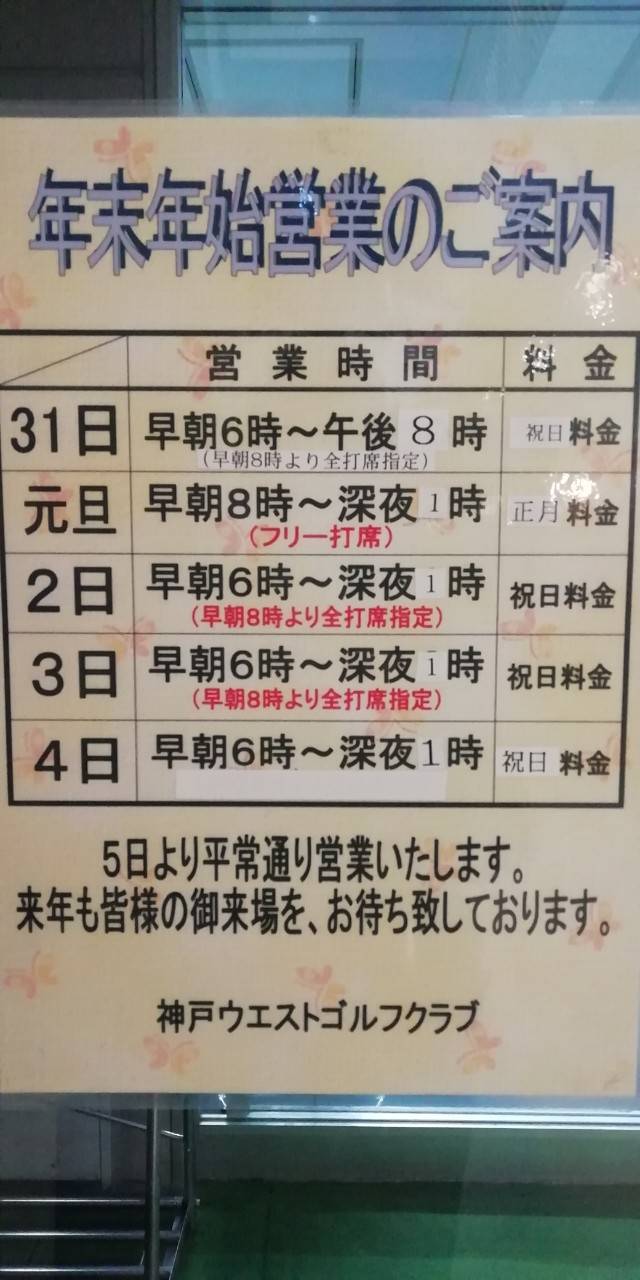 年末年始営業のご案内
営業時間 料金
31日 早朝6時～午後8時 祝日料金
（早朝8時より全打席指定）
元旦 早朝8時～深夜1時 正月料金
（フリー打席）
2日 早朝6時～深夜1時 祝日料金
（早朝8時より全打席指定）
3日 早朝6時～深夜1時 祝日料金
（早朝8時より全打席指定）
4日 早朝6時～深夜1時 祝日料金
5日より平常通り営業いたします。
来年も皆様の御来場を、お待ち致しております。
神戸ウエストゴルフクラブ